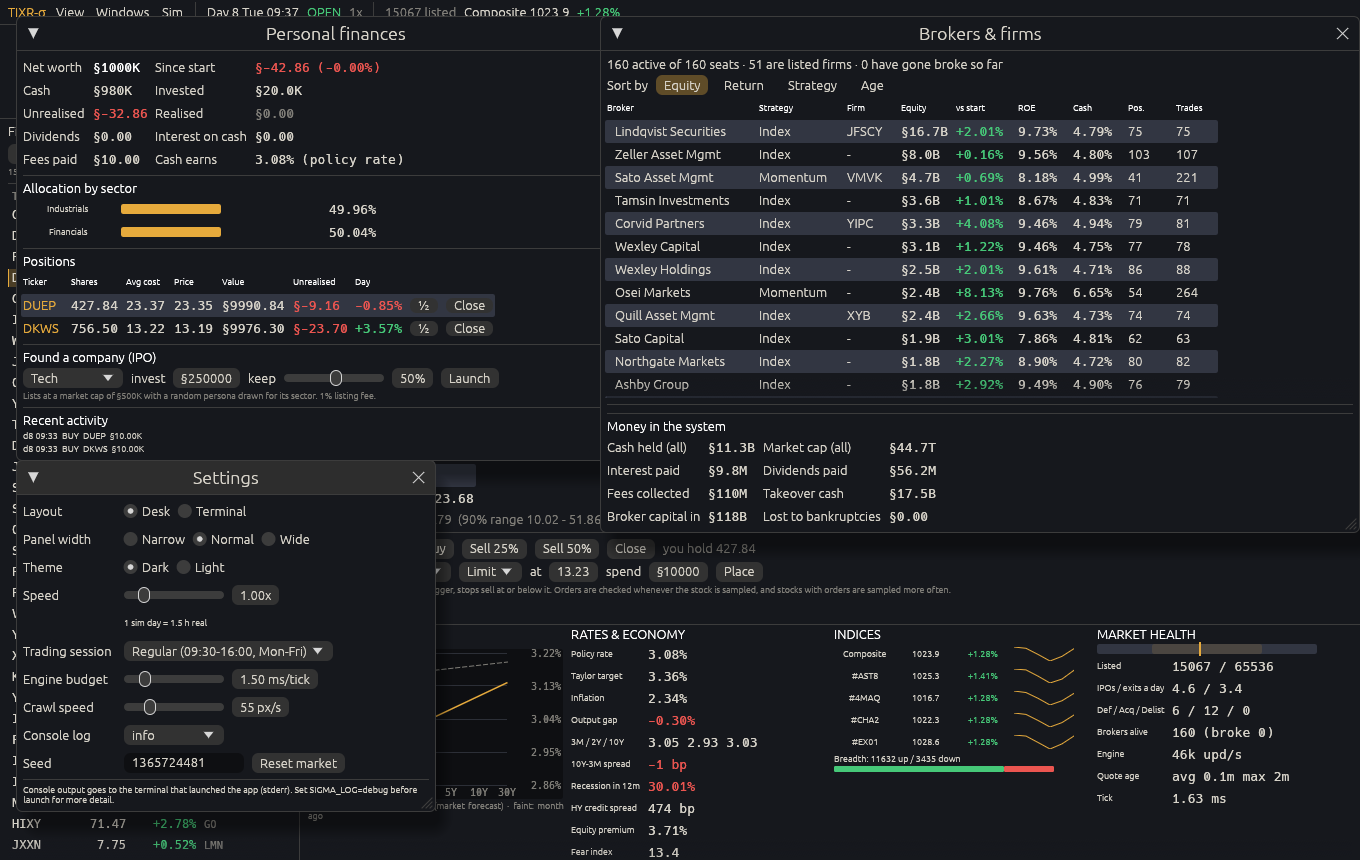 TIXR-σ View Windows Sim Day 8 Tue 09:37 OPEN 1x 15067 listed Composite 1023.9 +1.28%
Personal finances
Net worth §1000K Since start §-42.86 (-0.00%)
Cash §980K Invested §20.0K
Unrealised §-32.86 Realised §0.00
Dividends §0.00 Interest on cash §0.00
Fees paid §10.00 Cash earns 3.08% (policy rate)
Allocation by sector
Industrials 49.96%
Financials 50.04%
Positions
Ticker Shares Avg cost Price Value Unrealised Day
DUEP 427.84 23.37 23.35 §9990.84 §-9.16 -0.85% ½ Close
DKWS 756.50 13.22 13.19 §9976.30 §-23.70 +3.57% ½ Close
Found a company (IPO)
Tech invest §250000 keep 50% Launch
Lists at a market cap of §500K with a random persona drawn for its sector. 1% listing fee.
Recent activity
d8 09:33 BUY DUEP §10.00K
d8 09:33 BUY DKWS §10.00K
Brokers & firms
160 active of 160 seats · 51 are listed firms · 0 have gone broke so far
Sort by Equity Return Strategy Age
Broker Strategy Firm Equity vs start ROE Cash Pos. Trades
Lindqvist Securities Index JFSCY §16.7B +2.01% 9.73% 4.79% 75 75
Zeller Asset Mgmt Index - §8.0B +0.16% 9.56% 4.80% 103 107
Sato Asset Mgmt Momentum VMVK §4.7B +0.69% 8.18% 4.99% 41 221
Tamsin Investments Index - §3.6B +1.01% 8.67% 4.83% 71 71
Corvid Partners Index YIPC §3.3B +4.08% 9.46% 4.94% 79 81
Wexley Capital Index - §3.1B +1.22% 9.46% 4.75% 77 78
Wexley Holdings Index - §2.5B +2.01% 9.61% 4.71% 86 88
Osei Markets Momentum - §2.4B +8.13% 9.76% 6.65% 54 264
Quill Asset Mgmt Index XYB §2.4B +2.66% 9.63% 4.73% 74 74
Sato Capital Index - §1.9B +3.01% 7.86% 4.81% 62 63
Northgate Markets Index - §1.8B +2.27% 8.90% 4.72% 80 82
Ashby Group Index - §1.8B +2.92% 9.49% 4.90% 76 79
Money in the system
Cash held (all) §11.3B Market cap (all) §44.7T
Interest paid §9.8M Dividends paid §56.2M
Fees collected §110M Takeover cash §17.5B
Broker capital in §118B Lost to bankruptcies §0.00
Settings
Layout Desk Terminal
Panel width Narrow Normal Wide
Theme Dark Light
Speed 1.00x
1 sim day = 1.5 h real
Trading session Regular (09:30-16:00, Mon-Fri)
Engine budget 1.50 ms/tick
Crawl speed 55 px/s
Console log info
Seed 1365724481 Reset market
Console output goes to the terminal that launched the app (stderr). Set SIGMA_LOG=debug before
launch for more detail.
HIXY 71.47 +2.78% GO
JXXN 7.75 +0.52% LMN
23.68
79 (90% range 10.02 - 51.86
Sell 25% Sell 50% Close you hold 427.84
Limit at 13.23 spend §10000 Place
stops sell at or below it. Orders are checked whenever the stock is sampled, and stocks with orders are sampled more often.
3.22%
3.13%
3.04%
2.95%
2.86%
5Y 10Y 30Y
market forecast) · faint: month
ago
RATES & ECONOMY
Policy rate 3.08%
Taylor target 3.36%
Inflation 2.34%
Output gap -0.30%
3M / 2Y / 10Y 3.05 2.93 3.03
10Y-3M spread -1 bp
Recession in 12m 30.01%
HY credit spread 474 bp
Equity premium 3.71%
Fear index 13.4
INDICES
Composite 1023.9 +1.28%
#AST8 1025.3 +1.41%
#4MAQ 1016.7 +1.28%
#CHA2 1022.3 +1.28%
#EX01 1028.6 +1.28%
Breadth: 11632 up / 3435 down
MARKET HEALTH
Listed 15067 / 65536
IPOs / exits a day 4.6 / 3.4
Def / Acq / Delist 6 / 12 / 0
Brokers alive 160 (broke 0)
Engine 46k upd/s
Quote age avg 0.1m max 2m
Tick 1.63 ms